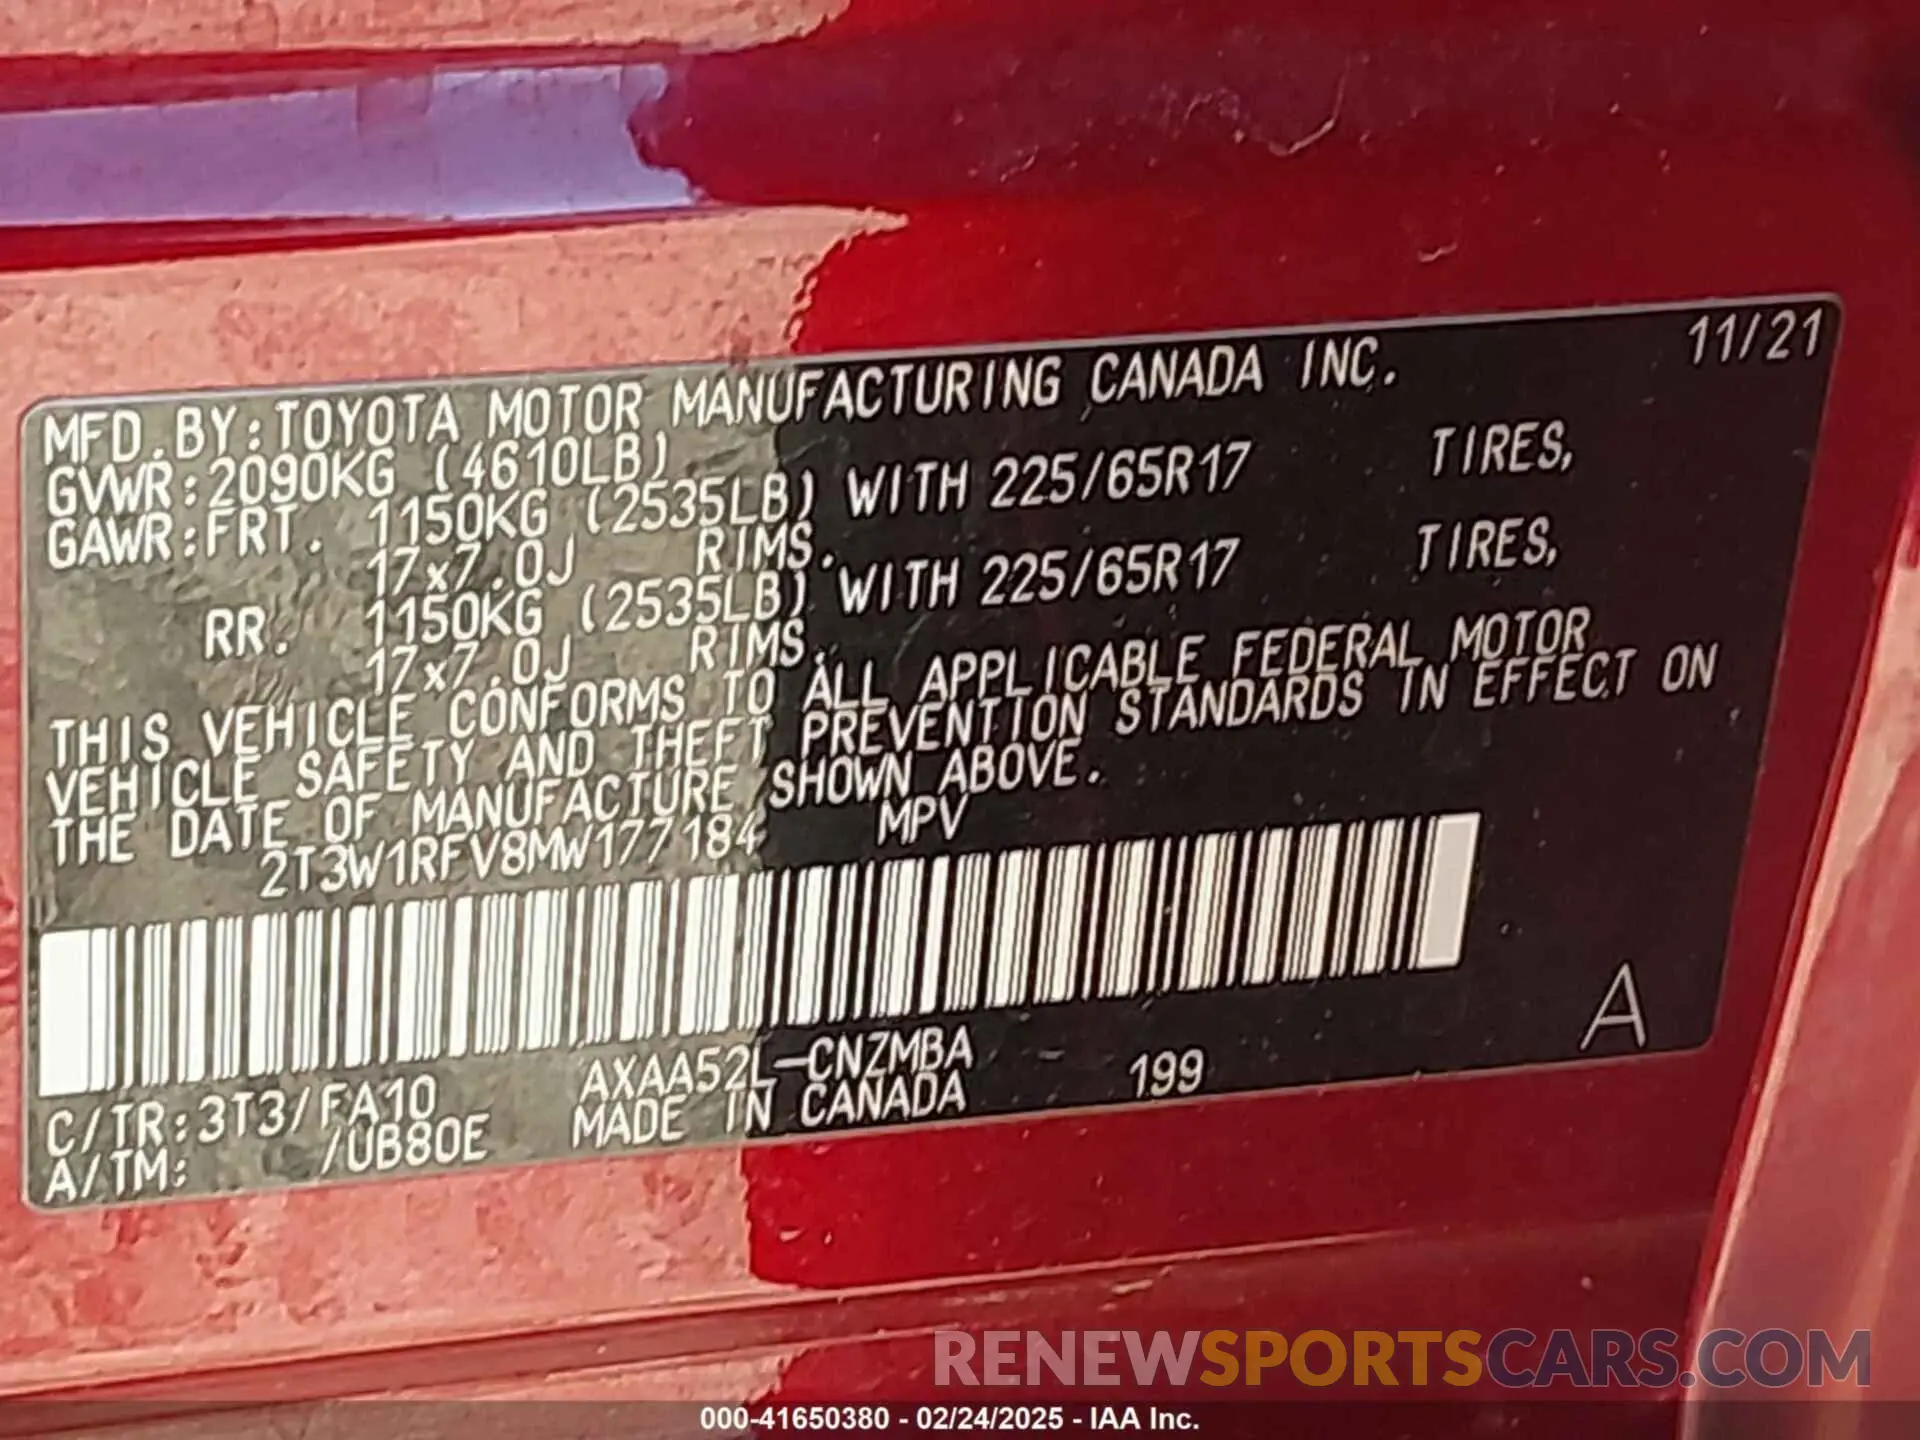 11/21
MFD.BY:TOYOTA MOTOR MANUFACTURING CANADA INC.
GVWR:2090KG (4610LB)
GAWR:FRT. 1150KG (2535LB) WITH 225/65R17 TIRES,
17x7.0J RIMS.
RR. 1150KG (2535LB) WITH 225/65R17 TIRES,
17x7.0J RIMS.
THIS VEHICLE CONFORMS TO ALL APPLICABLE FEDERAL MOTOR
VEHICLE SAFETY AND THEFT PREVENTION STANDARDS IN EFFECT ON
THE DATE OF MANUFACTURE SHOWN ABOVE.
2T3W1RFV8MW177184 MPV
A
C/TR:3T3/FA10 AXAA52L-CNZMBA 199
A/TM: /UB80E MADE IN CANADA
RENEWSPORTSCARS.COM
000-41650380 - 02/24/2025 - IAA Inc.